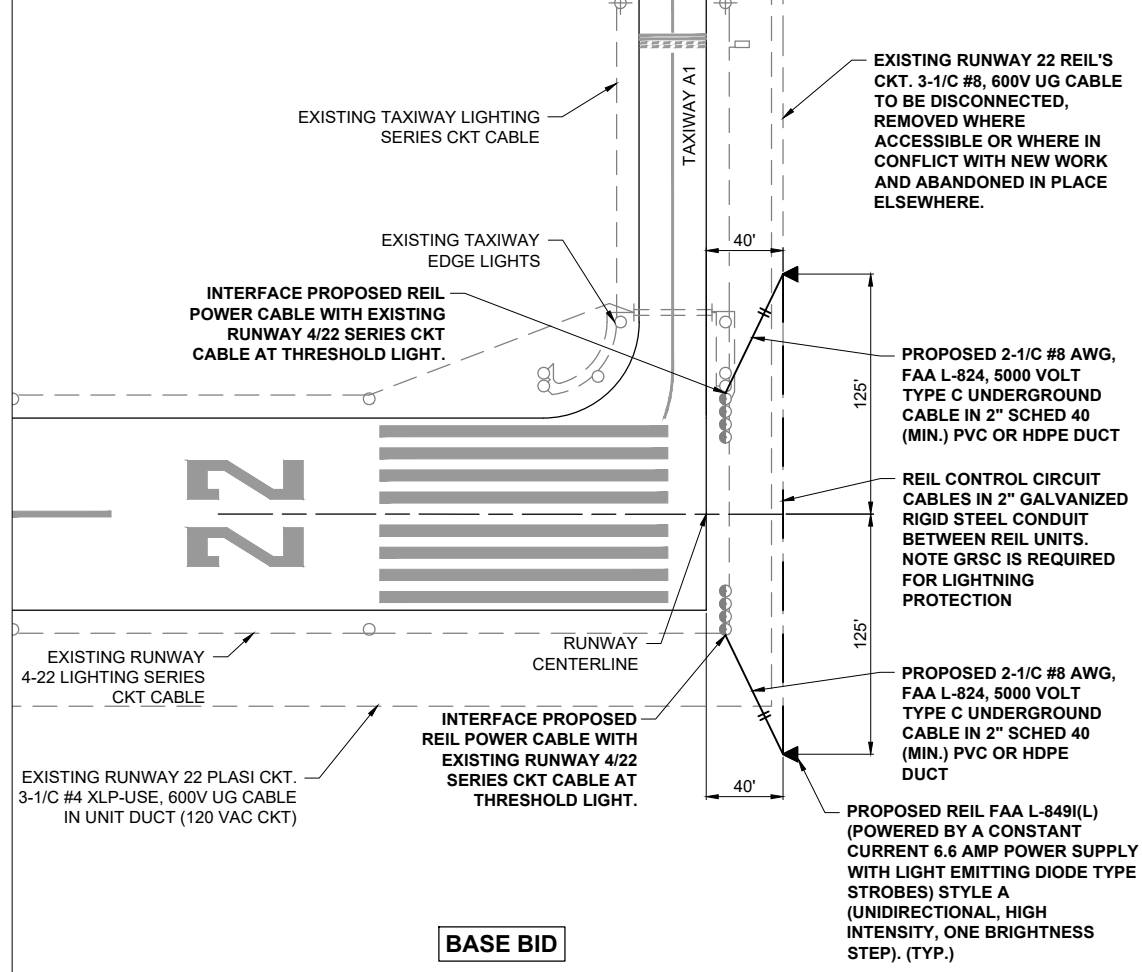 EXISTING TAXIWAY LIGHTING
SERIES CKT CABLE
TAXIWAY A1
EXISTING RUNWAY 22 REIL'S
CKT. 3-1/C #8, 600V UG CABLE
TO BE DISCONNECTED,
REMOVED WHERE
ACCESSIBLE OR WHERE IN
CONFLICT WITH NEW WORK
AND ABANDONED IN PLACE
ELSEWHERE.
EXISTING TAXIWAY
EDGE LIGHTS
40'
INTERFACE PROPOSED REIL
POWER CABLE WITH EXISTING
RUNWAY 4/22 SERIES CKT
CABLE AT THRESHOLD LIGHT.
125'
PROPOSED 2-1/C #8 AWG,
FAA L-824, 5000 VOLT
TYPE C UNDERGROUND
CABLE IN 2" SCHED 40
(MIN.) PVC OR HDPE DUCT
22
REIL CONTROL CIRCUIT
CABLES IN 2" GALVANIZED
RIGID STEEL CONDUIT
BETWEEN REIL UNITS.
NOTE GRSC IS REQUIRED
FOR LIGHTNING
PROTECTION
EXISTING RUNWAY
4-22 LIGHTING SERIES
CKT CABLE
RUNWAY
CENTERLINE
125'
PROPOSED 2-1/C #8 AWG,
FAA L-824, 5000 VOLT
TYPE C UNDERGROUND
CABLE IN 2" SCHED 40
(MIN.) PVC OR HDPE
DUCT
INTERFACE PROPOSED
REIL POWER CABLE WITH
EXISTING RUNWAY 4/22
SERIES CKT CABLE AT
THRESHOLD LIGHT.
EXISTING RUNWAY 22 PLASI CKT.
3-1/C #4 XLP-USE, 600V UG CABLE
IN UNIT DUCT (120 VAC CKT)
40'
PROPOSED REIL FAA L-849I(L)
(POWERED BY A CONSTANT
CURRENT 6.6 AMP POWER SUPPLY
WITH LIGHT EMITTING DIODE TYPE
STROBES) STYLE A
(UNIDIRECTIONAL, HIGH
INTENSITY, ONE BRIGHTNESS
STEP). (TYP.)
BASE BID